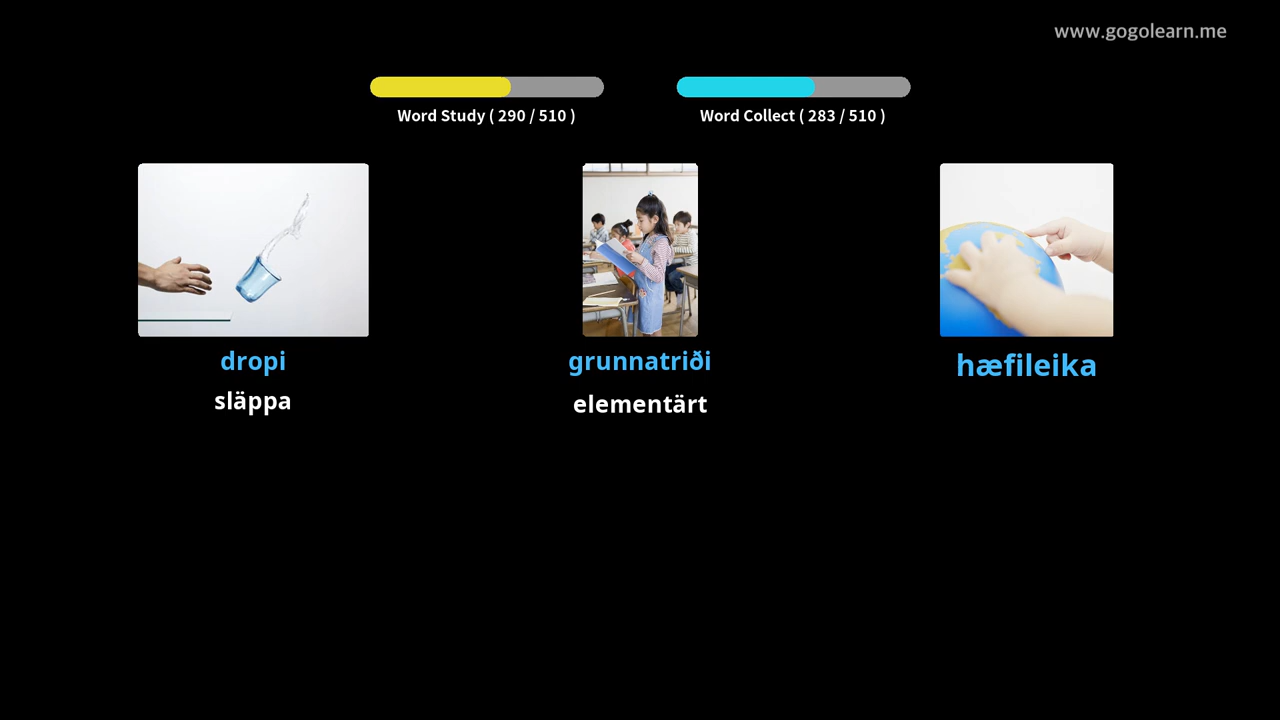 www.gogolearn.me
Word Study ( 290 / 510 )
Word Collect ( 283 / 510 )
dropi
grunnatriði
hæfileika
släppa
elementärt